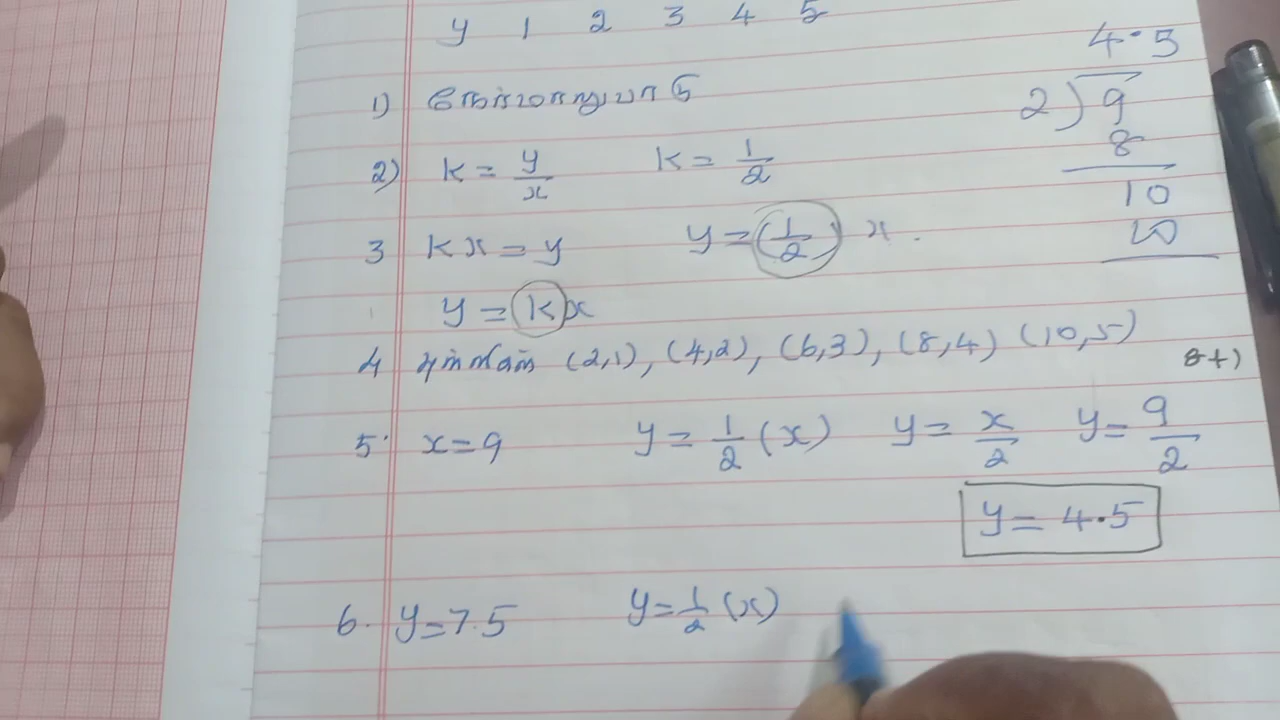 y 1 2 3 4 5
1)
2) k = y/x k = 1/2
3 kx = y y = (1/2) x .
y = kx
4 (2,1), (4,2), (6,3), (8,4) (10,5)
8+)
5. x = 9 y = 1/2 (x) y = x/2 y = 9/2
y = 4.5
6. y = 7.5 y = 1/2 (x)
4.5
2)9
8
10
10